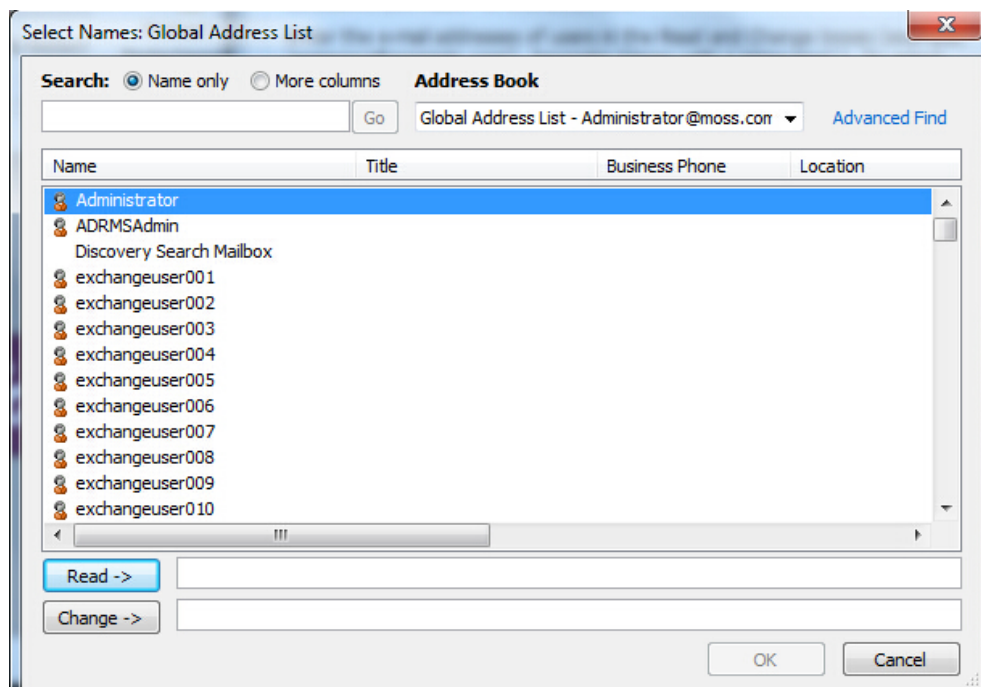 Select Names: Global Address List
Search: Name only More columns Address Book
Go Global Address List - Administrator@moss.com Advanced Find
Name Title Business Phone Location
Administrator
ADRMSAdmin
Discovery Search Mailbox
exchangeuser001
exchangeuser002
exchangeuser003
exchangeuser004
exchangeuser005
exchangeuser006
exchangeuser007
exchangeuser008
exchangeuser009
exchangeuser010
Read ->
Change ->
OK Cancel